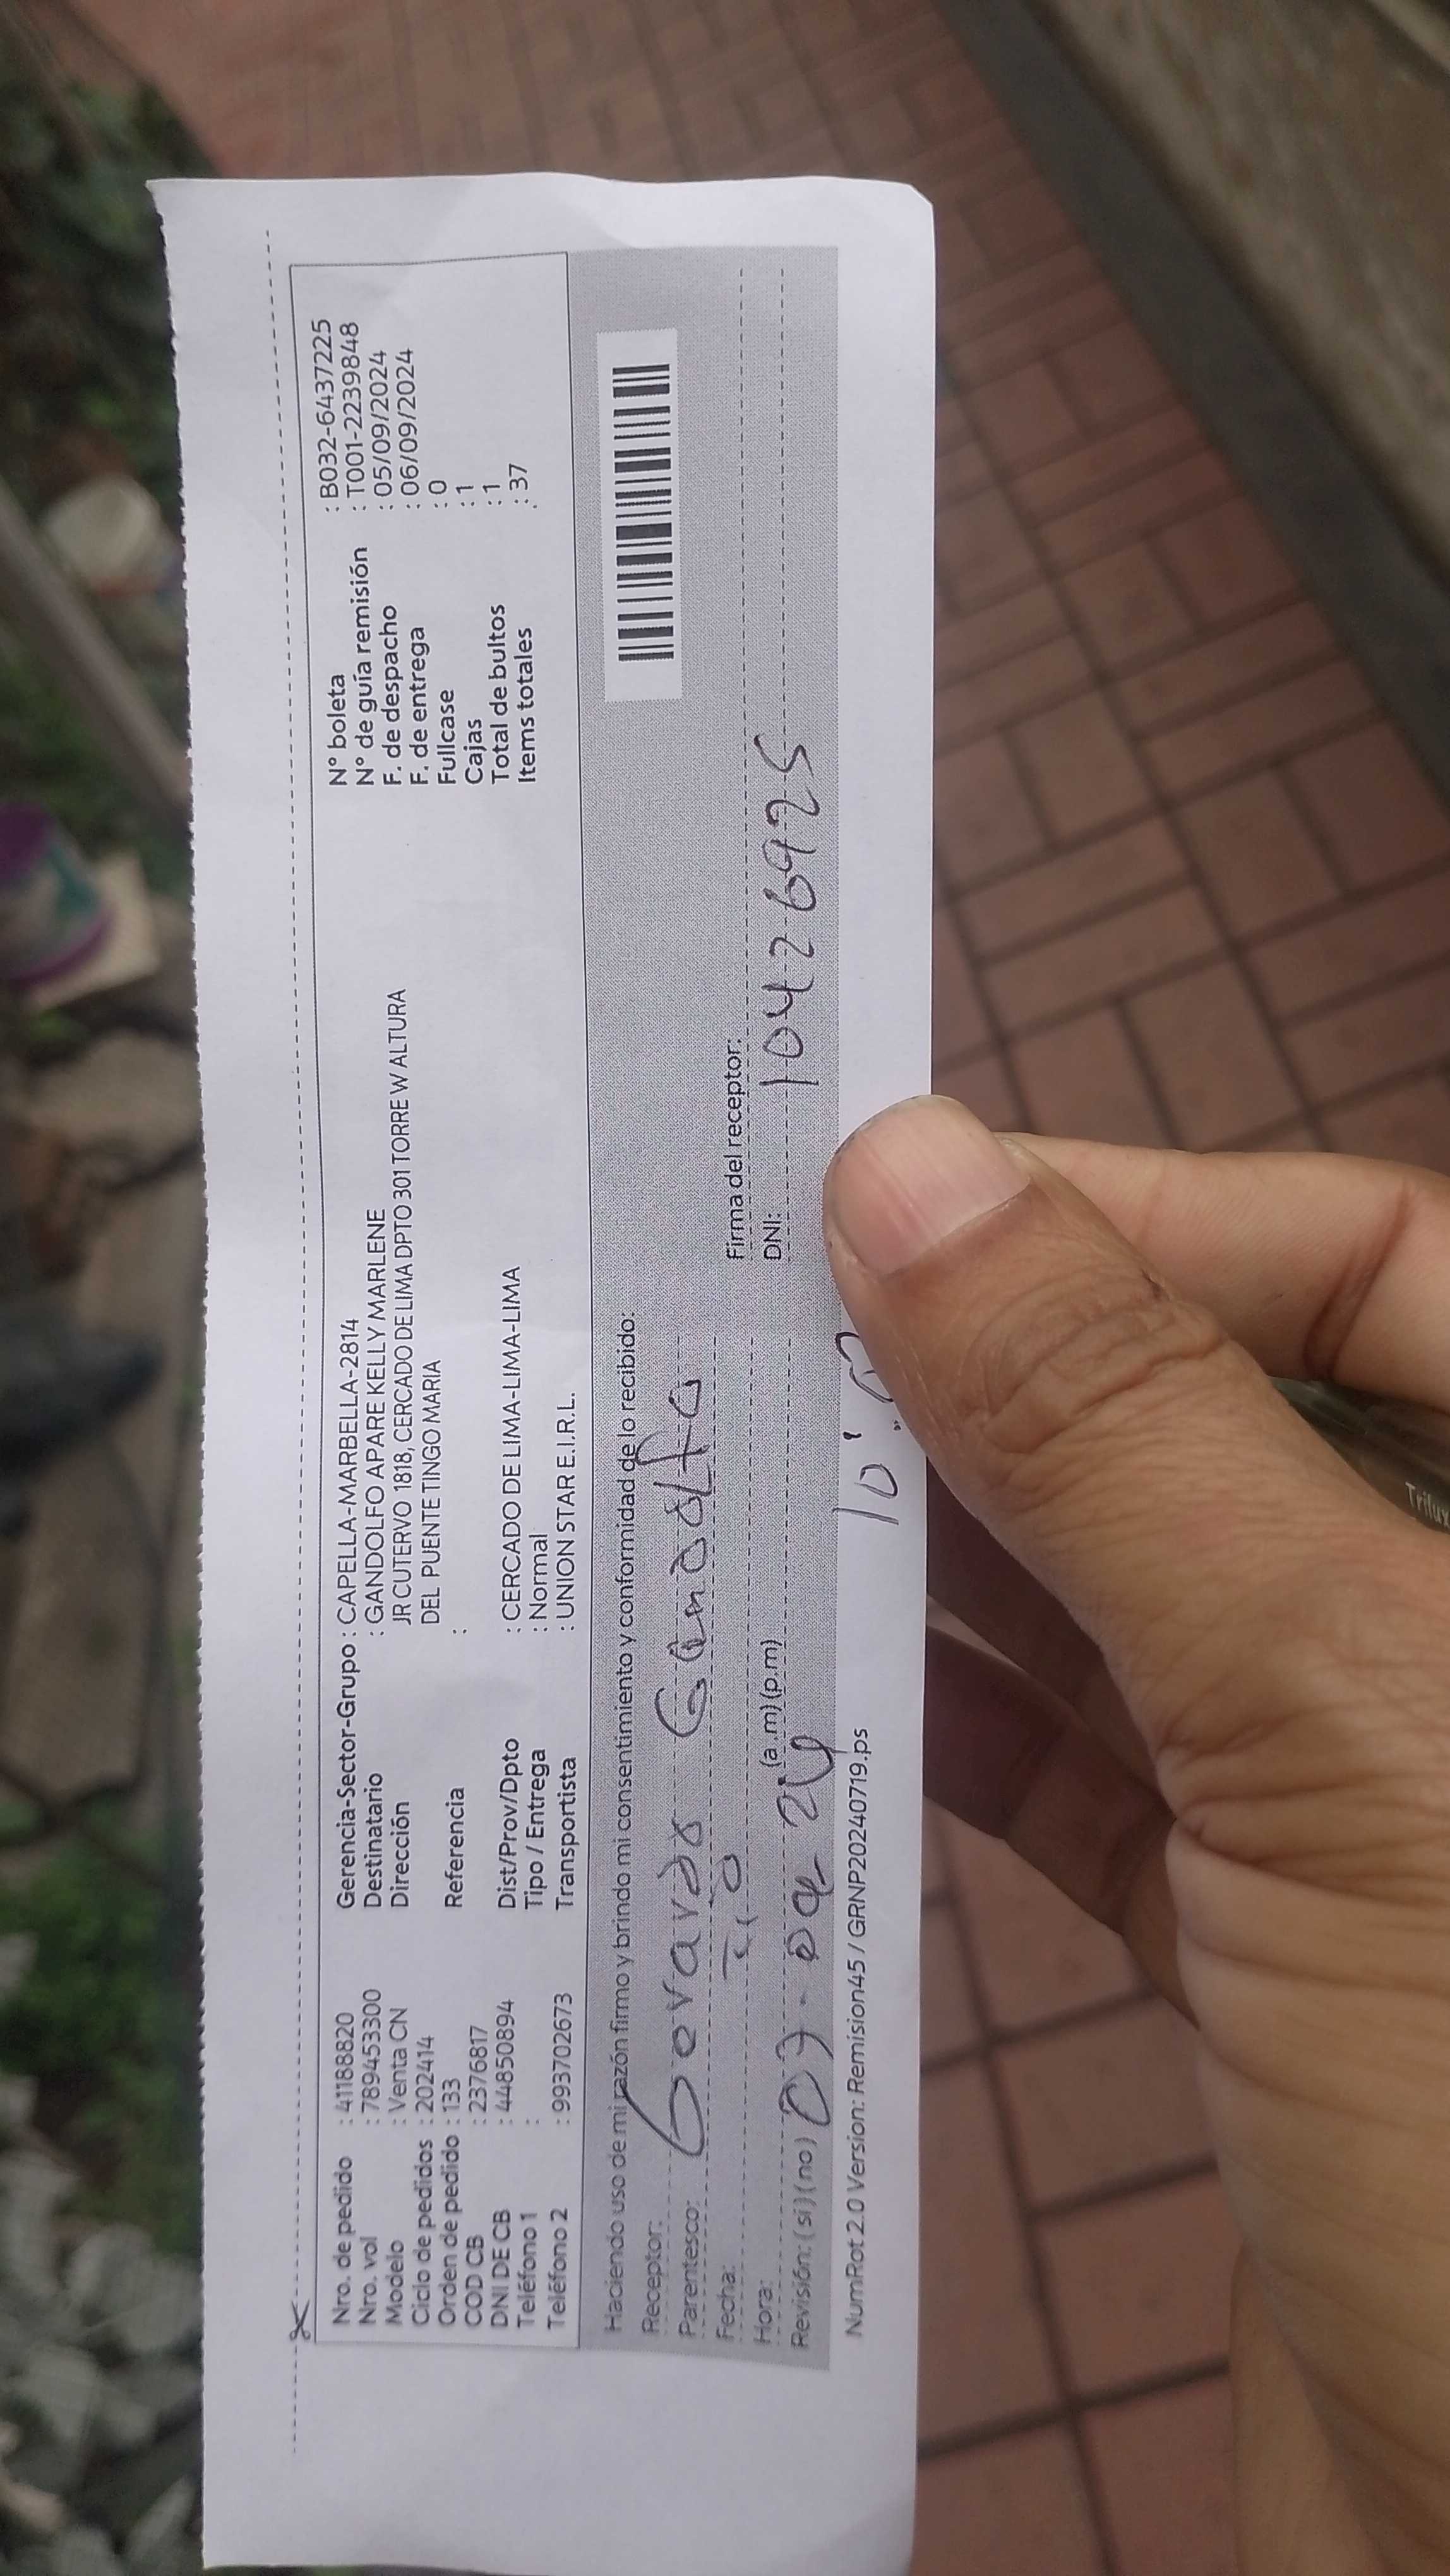 Nro. de pedido : 41188820
Nro. vol : 789453300
Modelo : Venta CN
Ciclo de pedidos : 202414
Orden de pedido : 133
COD CB : 2376817
DNI DE CB : 44850894
Teléfono 1 :
Teléfono 2 : 993702673
Gerencia-Sector-Grupo : CAPELLA-MARBELLA-2814
Destinatario : GANDOLFO APARE KELLY MARLENE
Dirección JR CUTERVO 1818, CERCADO DE LIMA DPTO 301 TORRE W ALTURA
DEL PUENTE TINGO MARIA
Referencia :
Dist/Prov/Dpto : CERCADO DE LIMA-LIMA-LIMA
Tipo / Entrega : Normal
Transportista : UNION STAR E.I.R.L.
N° boleta : B032-6437225
N° de guía remisión : T001-2239848
F. de despacho : 05/09/2024
F. de entrega : 06/09/2024
Fullcase : 0
Cajas : 1
Total de bultos : 1
Items totales : 37
Haciendo uso de mi razón firmo y brindo mi consentimiento y conformidad de lo recibido:
Receptor:
Parentesco: Gerardo Gandolfo
Fecha: Tio
Firma del receptor:
Hora: (a.m) (p.m)
DNI: 10426925
Revisión: (si) (no) 07-09-24
NumRot 2.0 Version: Remision45 / GRNP20240719.ps